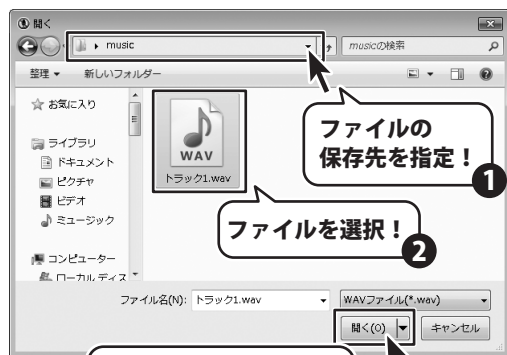 開く
music
musicの検索
整理
新しいフォルダー
お気に入り
ライブラリ
ドキュメント
ピクチャ
ビデオ
ミュージック
コンピューター
ローカル ディス
WAV
トラック1.wav
ファイルの
保存先を指定！
1
ファイルを選択！
2
ファイル名(N):
トラック1.wav
WAVファイル(*.wav)
開く(O)
キャンセル